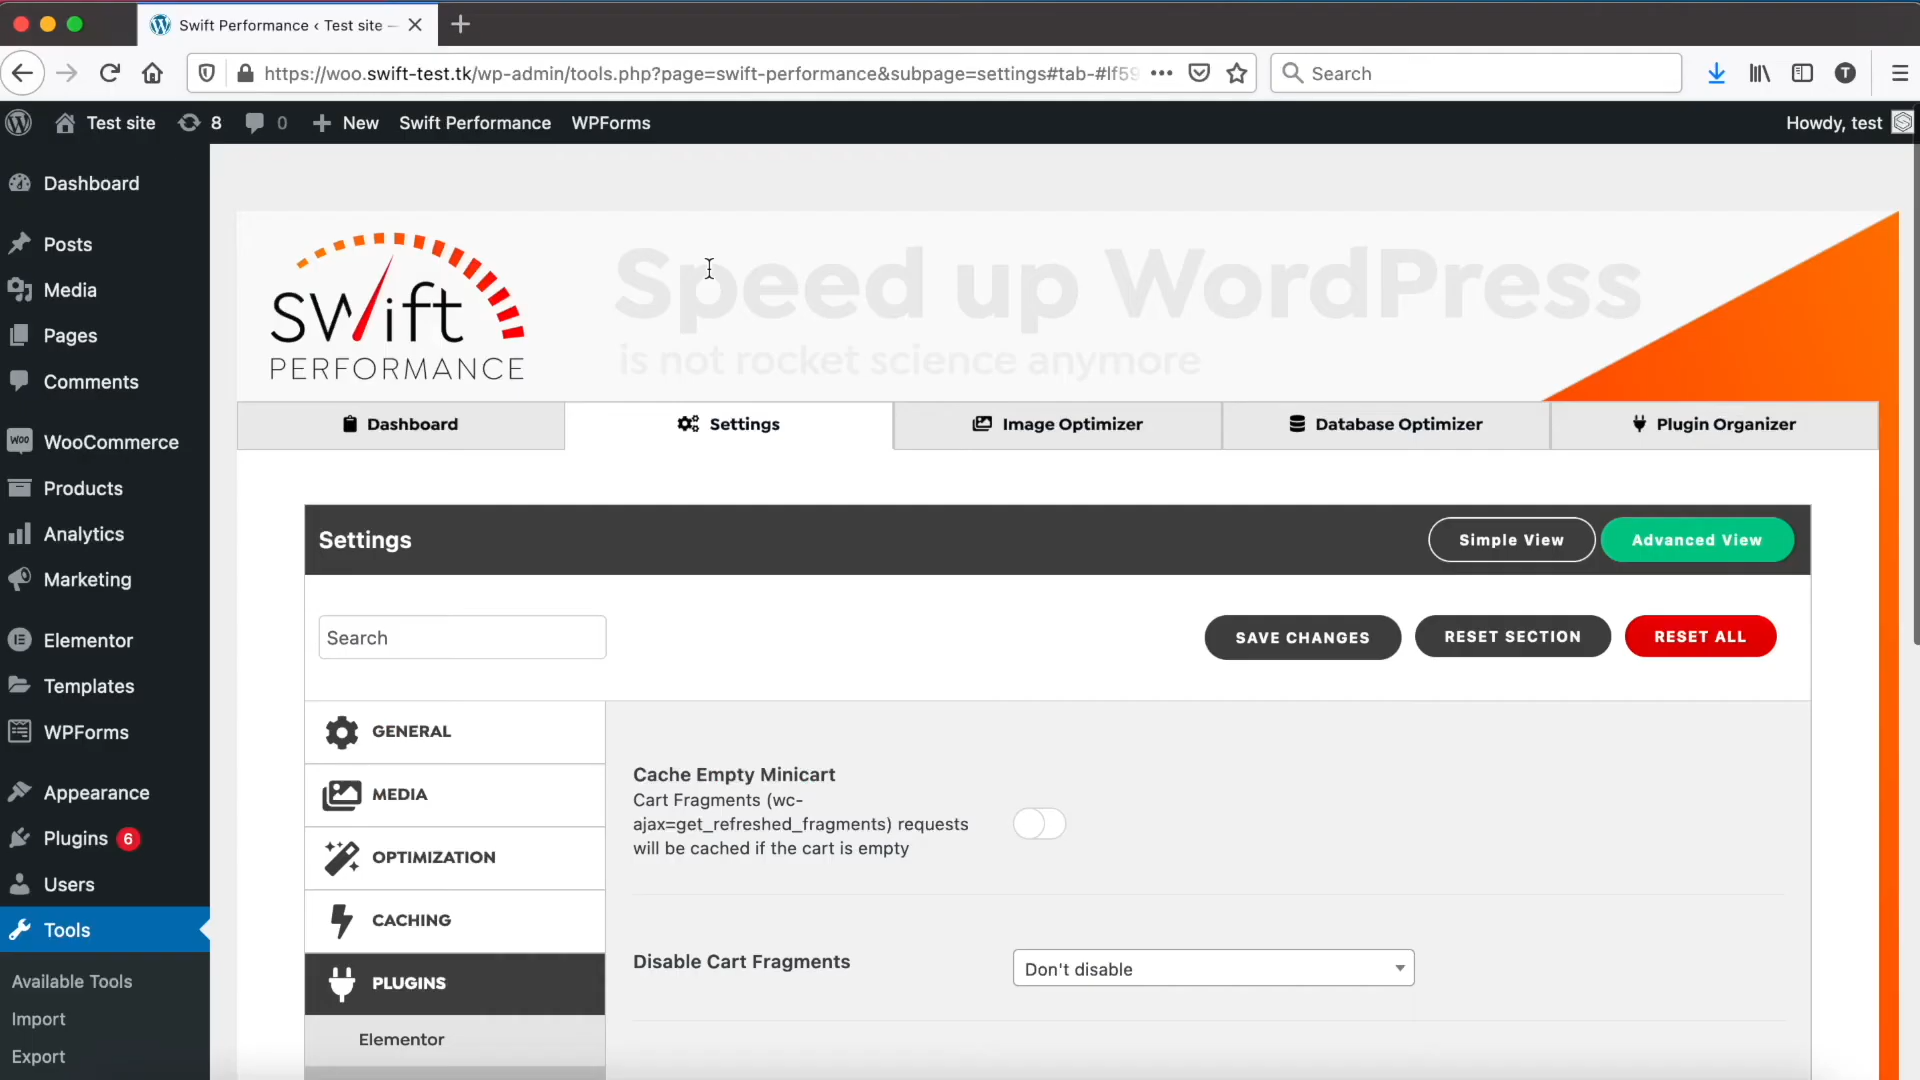 Swift Performance ‹ Test site —
https://woo.swift-test.tk/wp-admin/tools.php?page=swift-performance&subpage=settings#tab-#lf59
Search
T
Test site
8
0
New
Swift Performance
WPForms
Howdy, test
Dashboard
Posts
Media
Pages
Comments
WooCommerce
Products
Analytics
Marketing
Elementor
Templates
WPForms
Appearance
Plugins 6
Users
Tools
Available Tools
Import
Export
swift
PERFORMANCE
Speed up WordPress
is not rocket science anymore
Dashboard
Settings
Image Optimizer
Database Optimizer
Plugin Organizer
Settings
Simple View
Advanced View
Search
SAVE CHANGES
RESET SECTION
RESET ALL
GENERAL
MEDIA
OPTIMIZATION
CACHING
PLUGINS
Elementor
Cache Empty Minicart
Cart Fragments (wc-
ajax=get_refreshed_fragments) requests
will be cached if the cart is empty
Disable Cart Fragments
Don't disable